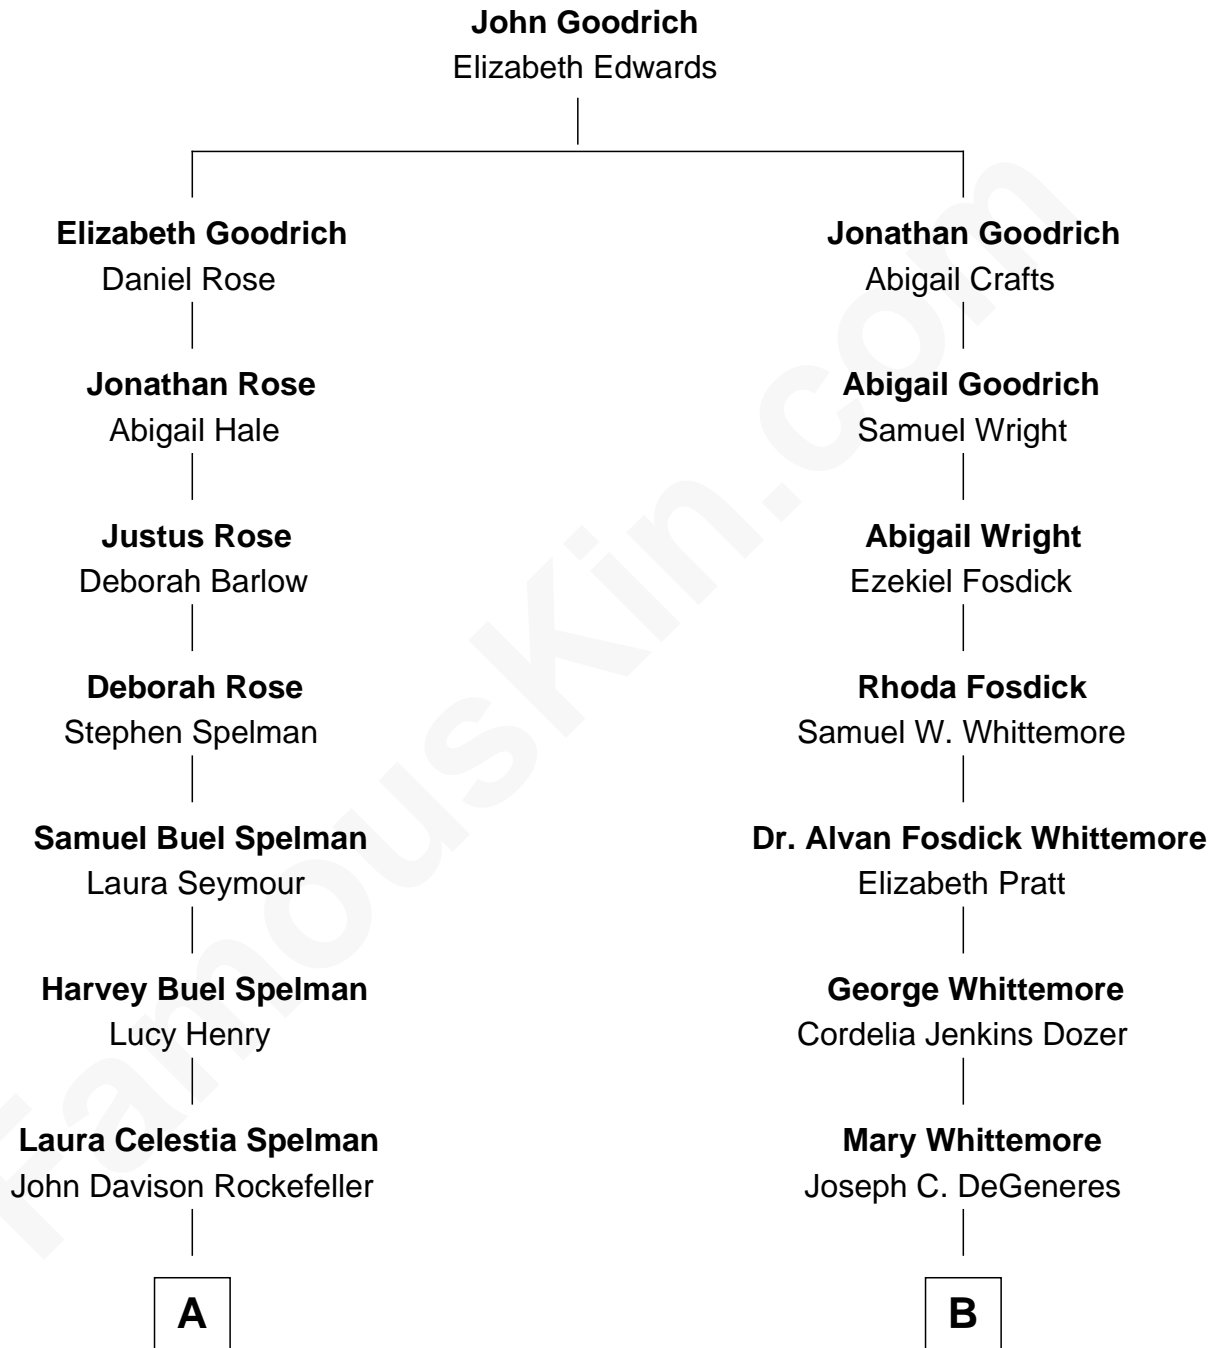 John Goodrich
Elizabeth Edwards
Elizabeth Goodrich
Daniel Rose
Jonathan Goodrich
Abigail Crafts
Jonathan Rose
Abigail Hale
Abigail Goodrich
Samuel Wright
Justus Rose
Deborah Barlow
Abigail Wright
Ezekiel Fosdick
Deborah Rose
Stephen Spelman
Rhoda Fosdick
Samuel W. Whittemore
Samuel Buel Spelman
Laura Seymour
Dr. Alvan Fosdick Whittemore
Elizabeth Pratt
Harvey Buel Spelman
Lucy Henry
George Whittemore
Cordelia Jenkins Dozer
Laura Celestia Spelman
John Davison Rockefeller
Mary Whittemore
Joseph C. DeGeneres
A
B
FamousKin.com